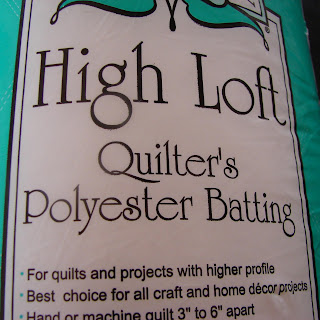 High Loft
Quilter's
Polyester Batting
• For quilts and projects with higher profile
• Best choice for all craft and home décor projects
• Hand or machine quilt 3" to 6" apart